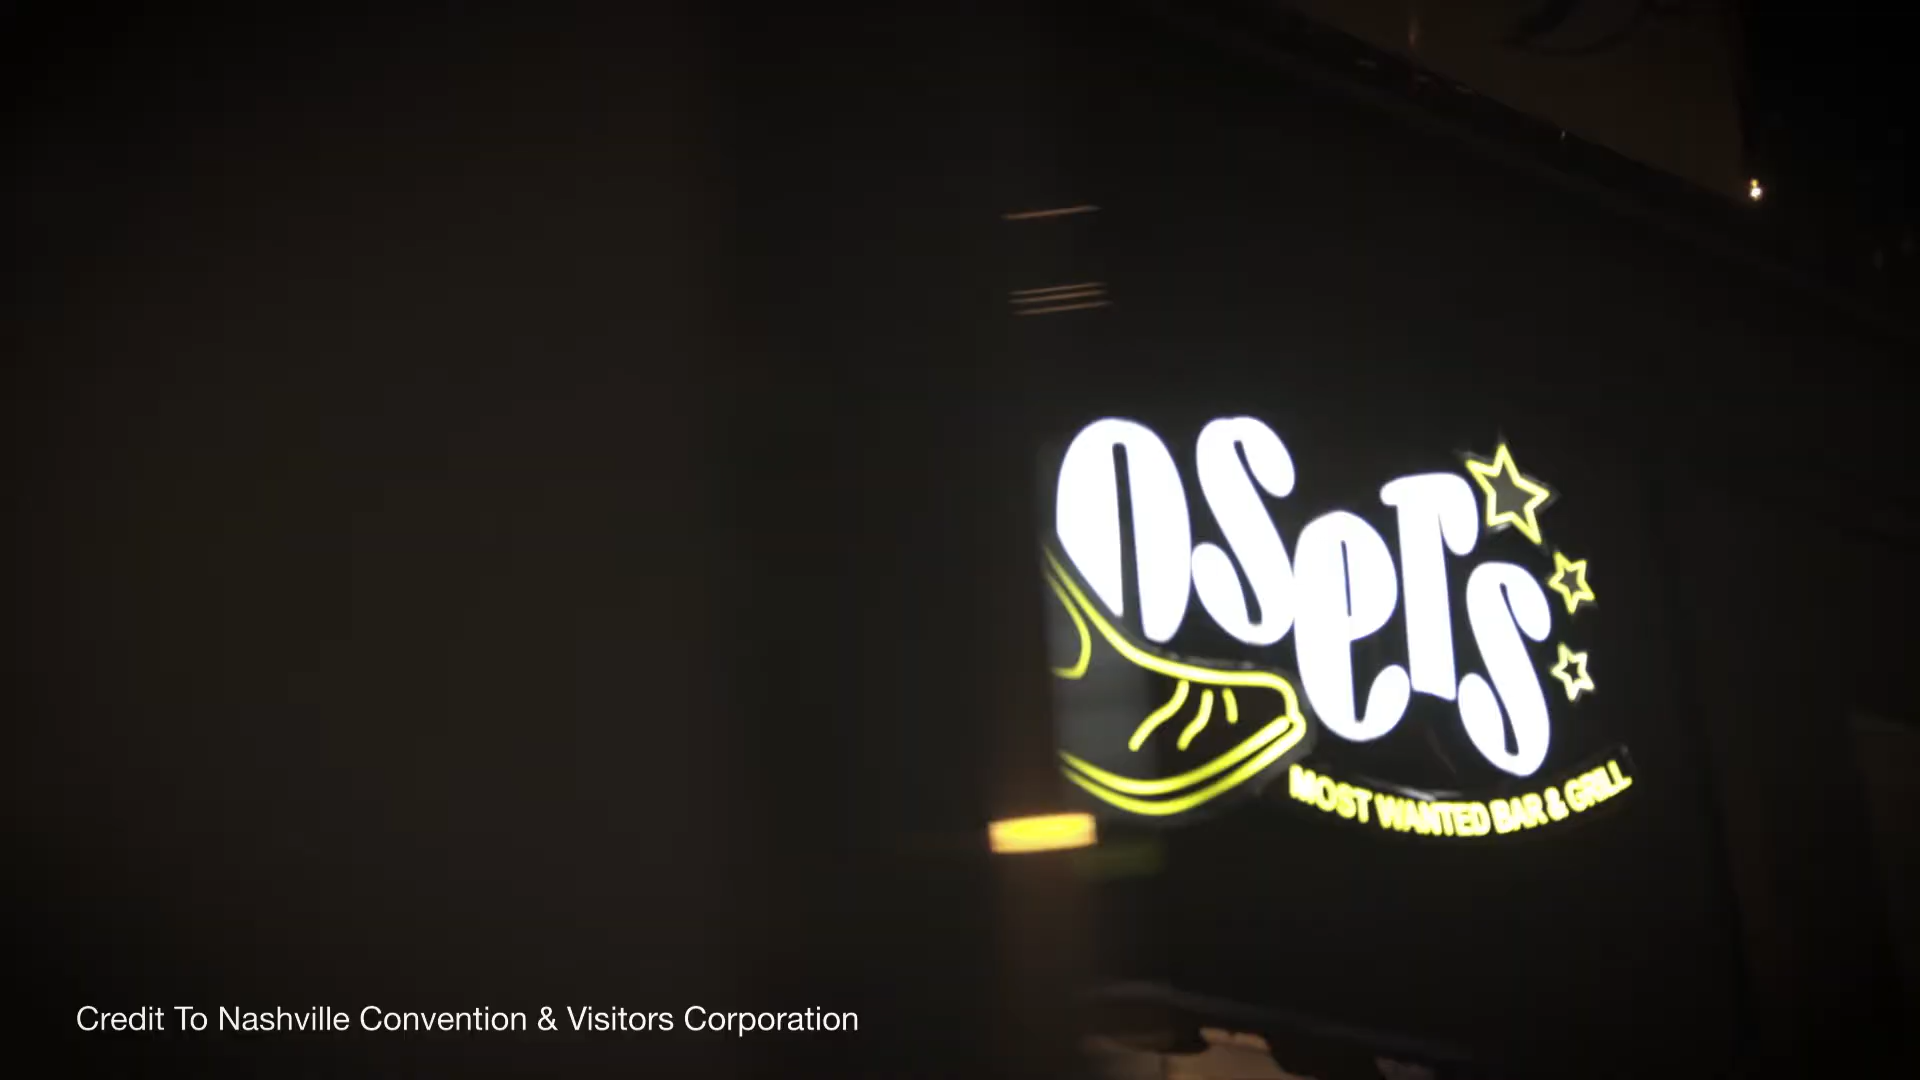 osers
MOST WANTED BAR & GRILL
Credit To Nashville Convention & Visitors Corporation